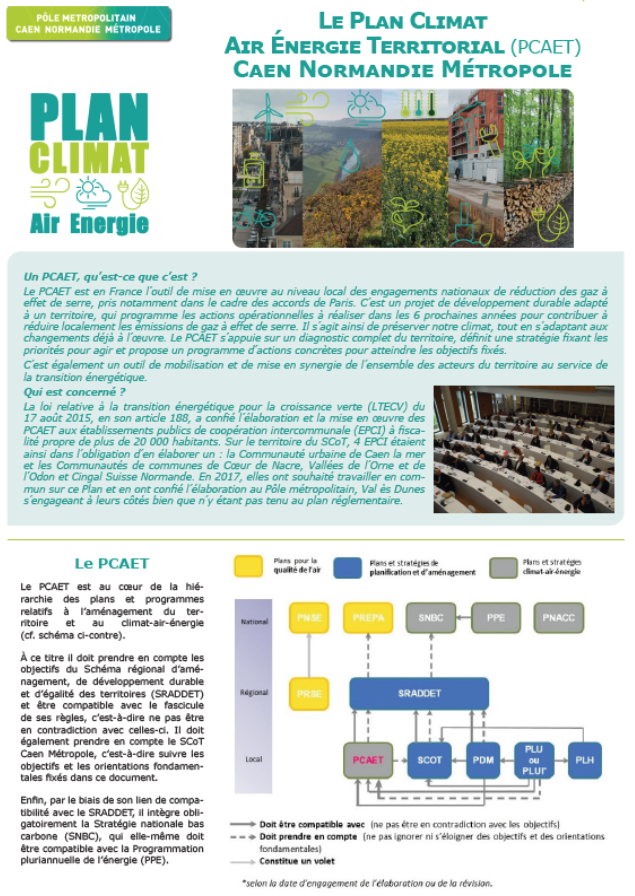 PÔLE METROPOLITAIN
CAEN NORMANDIE MÉTROPOLE
LE PLAN CLIMAT
AIR ÉNERGIE TERRITORIAL (PCAET)
CAEN NORMANDIE MÉTROPOLE
PLAN
CLIMAT
Air Energie
Un PCAET, qu'est-ce que c'est ?
Le PCAET est en France l'outil de mise en œuvre au niveau local des engagements nationaux de réduction des gaz à
effet de serre, pris notamment dans le cadre des accords de Paris. C'est un projet de développement durable adapté
à un territoire, qui programme les actions opérationnelles à réaliser dans les 6 prochaines années pour contribuer à
réduire localement les émissions de gaz à effet de serre. Il s'agit ainsi de préserver notre climat, tout en s'adaptant aux
changements déjà à l'œuvre. Le PCAET s'appuie sur un diagnostic complet du territoire, définit une stratégie fixant les
priorités pour agir et propose un programme d'actions concrètes pour atteindre les objectifs fixés.
C'est également un outil de mobilisation et de mise en synergie de l'ensemble des acteurs du territoire au service de
la transition énergétique.
Qui est concerné ?
La loi relative à la transition énergétique pour la croissance verte (LTECV) du
17 août 2015, en son article 188, a confié l'élaboration et la mise en œuvre des
PCAET aux établissements publics de coopération intercommunale (EPCI) à fisca-
lité propre de plus de 20 000 habitants. Sur le territoire du SCoT, 4 EPCI étaient
ainsi dans l'obligation d'en élaborer un : la Communauté urbaine de Caen la mer
et les Communautés de communes de Cœur de Nacre, Vallées de l'Orne et de
l'Odon et Cingal Suisse Normande. En 2017, elles ont souhaité travailler en com-
mun sur ce Plan et en ont confié l'élaboration au Pôle métropolitain, Val ès Dunes
s'engageant à leurs côtés bien que n'y étant pas tenu au plan réglementaire.
Le PCAET
Le PCAET est au cœur de la hié-
rarchie des plans et programmes
relatifs à l'aménagement du ter-
ritoire et au climat-air-énergie
(cf. schéma ci-contre).
À ce titre il doit prendre en compte les
objectifs du Schéma régional d'amé-
nagement, de développement durable
et d'égalité des territoires (SRADDET)
et être compatible avec le fascicule
de ses règles, c'est-à-dire ne pas être
en contradiction avec celles-ci. Il doit
également prendre en compte le SCoT
Caen Métropole, c'est-à-dire suivre les
objectifs et les orientations fondamen-
tales fixés dans ce document.
Enfin, par le biais de son lien de compa-
tibilité avec le SRADDET, il intègre obli-
gatoirement la Stratégie nationale bas
carbone (SNBC), qui elle-même doit
être compatible avec la Programmation
pluriannuelle de l'énergie (PPE).
Plans pour la
qualité de l'air
Plans et stratégies de
planification et d'aménagement
Plans et stratégies
climat-air-énergie
National
PNSE
PREPA
SNBC
PPE
PNACC
Régional
PRSE
SRADDET
Local
PCAET
SCOT
PDM
PLU
ou
PLUI*
PLH
Doit être compatible avec (ne pas être en contradiction avec les objectifs)
Doit prendre en compte (ne pas ignorer ni s'éloigner des objectifs et des orientations
fondamentales)
Constitue un volet
*selon la date d'engagement de l'élaboration ou de la révision.